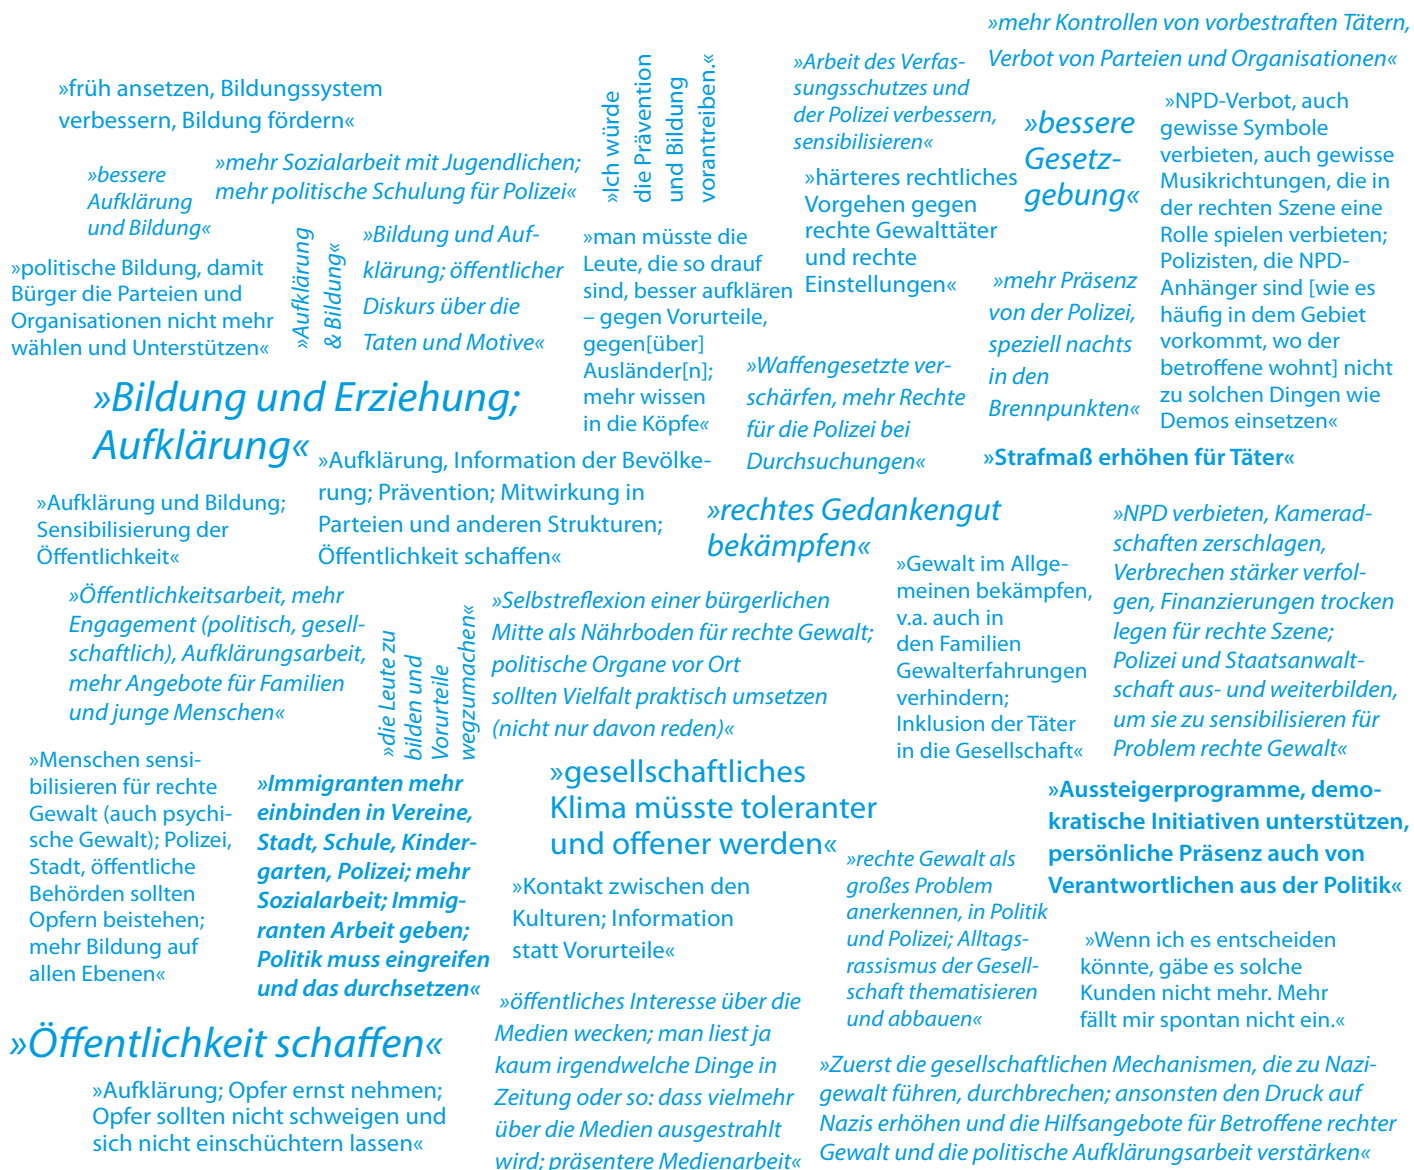 »mehr Kontrollen von vorbestraften Tätern,
Verbot von Parteien und Organisationen«
»früh ansetzen, Bildungssystem
verbessern, Bildung fördern«
»Ich würde
die Prävention
und Bildung
vorantreiben.«
»Arbeit des Verfas-
sungsschutzes und
der Polizei verbessern,
sensibilisieren«
»bessere
Gesetz-
gebung«
»NPD-Verbot, auch
gewisse Symbole
verbieten, auch gewisse
Musikrichtungen, die in
der rechten Szene eine
Rolle spielen verbieten;
Polizisten, die NPD-
Anhänger sind [wie es
häufig in dem Gebiet
vorkommt, wo der
betroffene wohnt] nicht
zu solchen Dingen wie
Demos einsetzen«
»bessere
Aufklärung
und Bildung«
»mehr Sozialarbeit mit Jugendlichen;
mehr politische Schulung für Polizei«
»härteres rechtliches
Vorgehen gegen
rechte Gewalttäter
und rechte
Einstellungen«
»politische Bildung, damit
Bürger die Parteien und
Organisationen nicht mehr
wählen und Unterstützen«
»Aufklärung
& Bildung«
»Bildung und Auf-
klärung; öffentlicher
Diskurs über die
Taten und Motive«
»man müsste die
Leute, die so drauf
sind, besser aufklären
– gegen Vorurteile,
gegen[über]
Ausländer[n];
mehr wissen
in die Köpfe«
»mehr Präsenz
von der Polizei,
speziell nachts
in den
Brennpunkten«
»Waffengesetzte ver-
schärfen, mehr Rechte
für die Polizei bei
Durchsuchungen«
»Bildung und Erziehung;
Aufklärung«
»Strafmaß erhöhen für Täter«
»Aufklärung, Information der Bevölke-
rung; Prävention; Mitwirkung in
Parteien und anderen Strukturen;
Öffentlichkeit schaffen«
»Aufklärung und Bildung;
Sensibilisierung der
Öffentlichkeit«
»rechtes Gedankengut
bekämpfen«
»NPD verbieten, Kamerad-
schaften zerschlagen,
Verbrechen stärker verfol-
gen, Finanzierungen trocken
legen für rechte Szene;
Polizei und Staatsanwalt-
schaft aus- und weiterbilden,
um sie zu sensibilisieren für
Problem rechte Gewalt«
»Gewalt im Allge-
meinen bekämpfen,
v.a. auch in
den Familien
Gewalterfahrungen
verhindern;
Inklusion der Täter
in die Gesellschaft«
»Öffentlichkeitsarbeit, mehr
Engagement (politisch, gesell-
schaftlich), Aufklärungsarbeit,
mehr Angebote für Familien
und junge Menschen«
»die Leute zu
bilden und
Vorurteile
wegzumachen«
»Selbstreflexion einer bürgerlichen
Mitte als Nährboden für rechte Gewalt;
politische Organe vor Ort
sollten Vielfalt praktisch umsetzen
(nicht nur davon reden)«
»Menschen sensi-
bilisieren für rechte
Gewalt (auch psychi-
sche Gewalt); Polizei,
Stadt, öffentliche
Behörden sollten
Opfern beistehen;
mehr Bildung auf
allen Ebenen«
»Immigranten mehr
einbinden in Vereine,
Stadt, Schule, Kinder-
garten, Polizei; mehr
Sozialarbeit; Immig-
ranten Arbeit geben;
Politik muss eingreifen
und das durchsetzen«
»gesellschaftliches
Klima müsste toleranter
und offener werden«
»Aussteigerprogramme, demo-
kratische Initiativen unterstützen,
persönliche Präsenz auch von
Verantwortlichen aus der Politik«
»rechte Gewalt als
großes Problem
anerkennen, in Politik
und Polizei; Alltags-
rassismus der Gesell-
schaft thematisieren
und abbauen«
»Kontakt zwischen den
Kulturen; Information
statt Vorurteile«
»Wenn ich es entscheiden
könnte, gäbe es solche
Kunden nicht mehr. Mehr
fällt mir spontan nicht ein.«
»öffentliches Interesse über die
Medien wecken; man liest ja
kaum irgendwelche Dinge in
Zeitung oder so: dass vielmehr
über die Medien ausgestrahlt
wird; präsentere Medienarbeit«
»Öffentlichkeit schaffen«
»Aufklärung; Opfer ernst nehmen;
Opfer sollten nicht schweigen und
sich nicht einschüchtern lassen«
»Zuerst die gesellschaftlichen Mechanismen, die zu Nazi-
gewalt führen, durchbrechen; ansonsten den Druck auf
Nazis erhöhen und die Hilfsangebote für Betroffene rechter
Gewalt und die politische Aufklärungsarbeit verstärken«